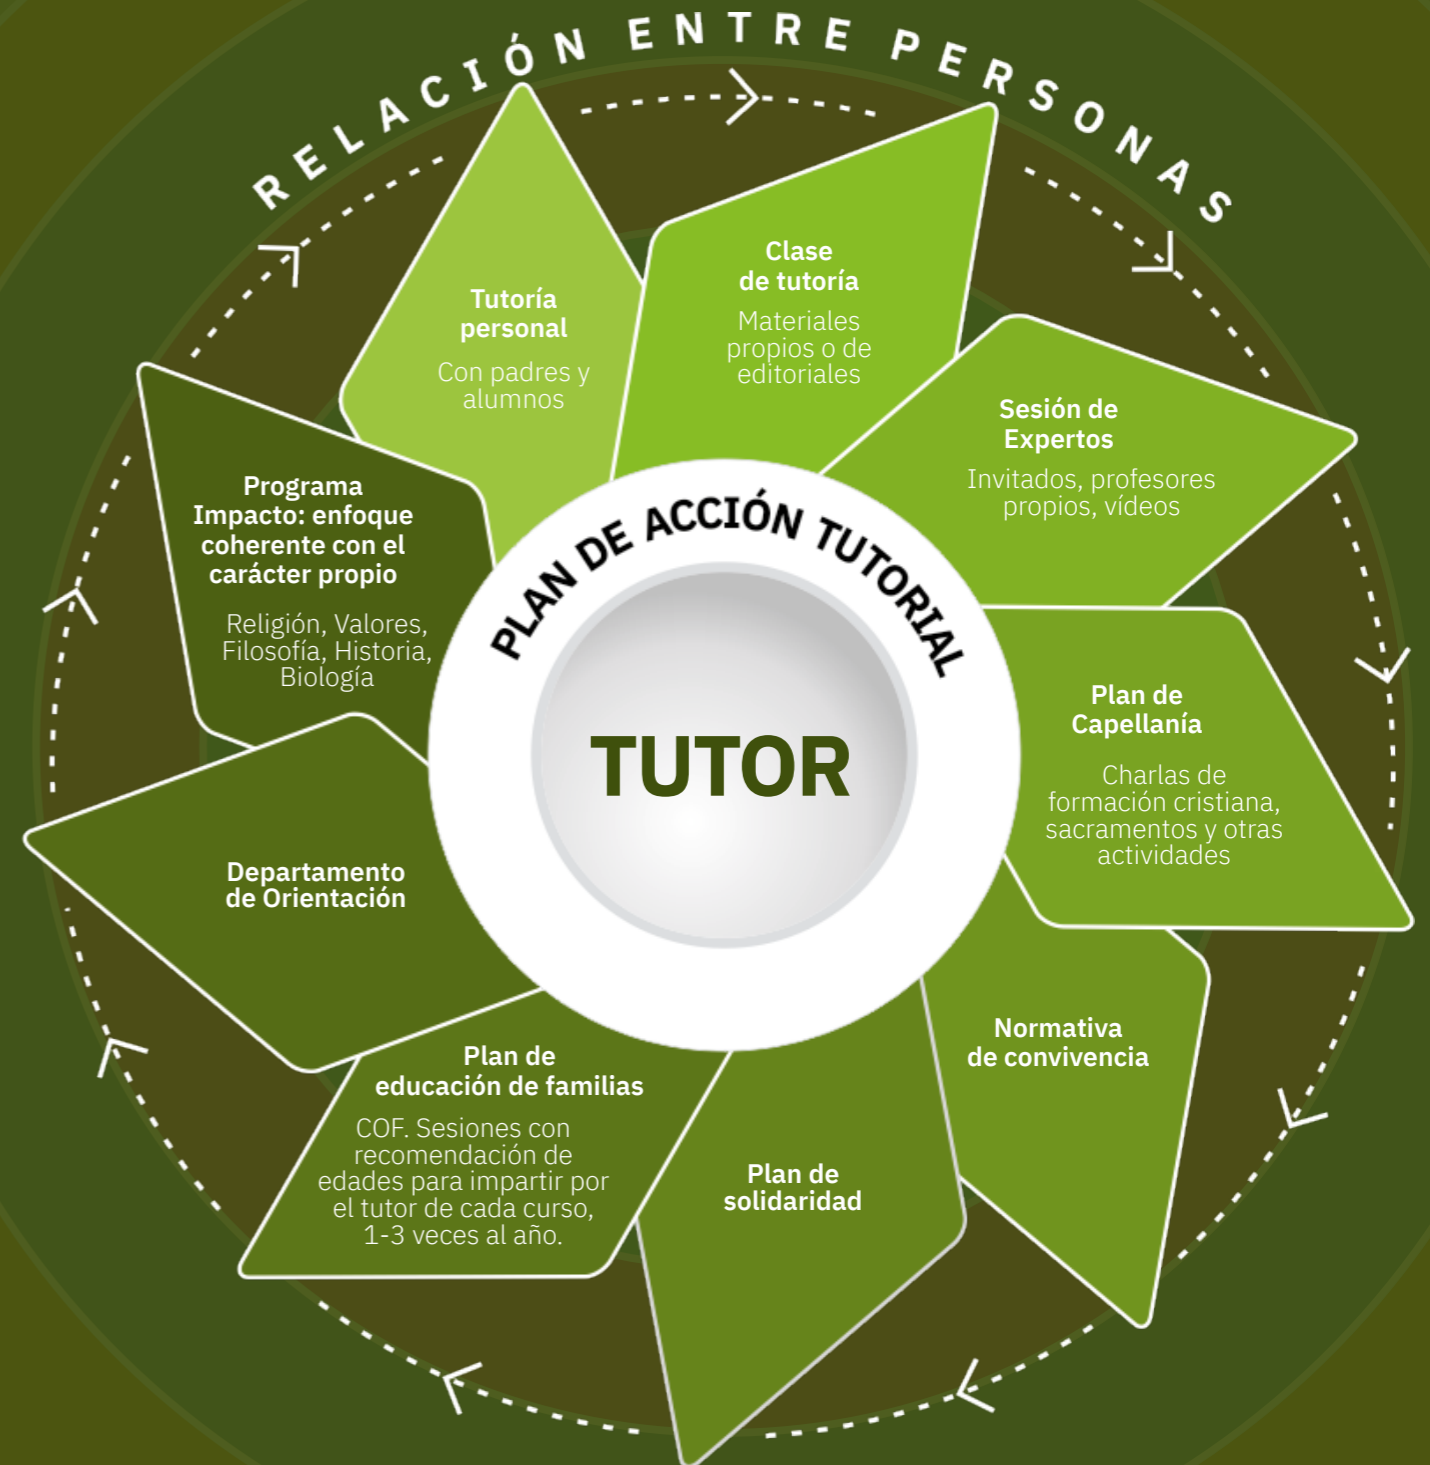 RELACIÓN ENTRE PERSONAS
Tutoría
personal
Con padres y
alumnos
Clase
de tutoría
Materiales
propios o de
editoriales
Sesión de
Expertos
Invitados, profesores
propios, vídeos
Plan de
Capellanía
Charlas de
formación cristiana,
sacramentos y otras
actividades
Normativa
de convivencia
Plan de
solidaridad
Plan de
educación de familias
COF. Sesiones con
recomendación de
edades para impartir por
el tutor de cada curso,
1-3 veces al año.
Departamento
de Orientación
Programa
Impacto: enfoque
coherente con el
carácter propio
Religión, Valores,
Filosofía, Historia,
Biología
PLAN DE ACCIÓN TUTORIAL
TUTOR